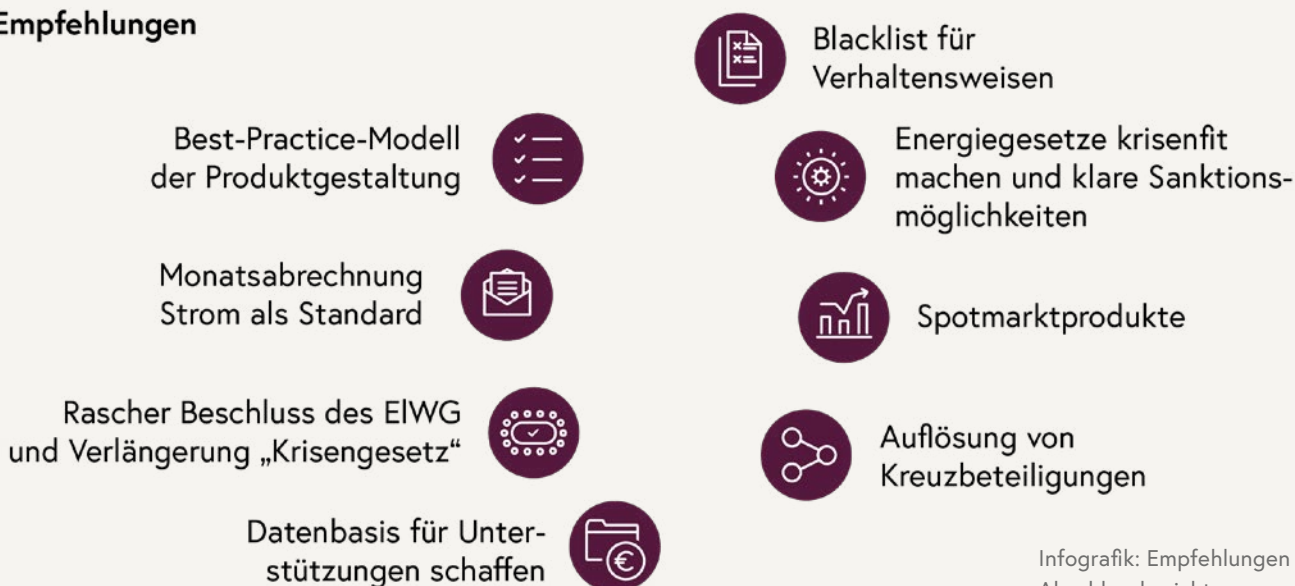 Empfehlungen
Best-Practice-Modell
der Produktgestaltung
Monatsabrechnung
Strom als Standard
Rascher Beschluss des ElWG
und Verlängerung „Krisengesetz“
Datenbasis für Unter-
stützungen schaffen
Blacklist für
Verhaltensweisen
Energiegesetze krisenfit
machen und klare Sanktions-
möglichkeiten
Spotmarktprodukte
Auflösung von
Kreuzbeteiligungen
Infografik: Empfehlungen